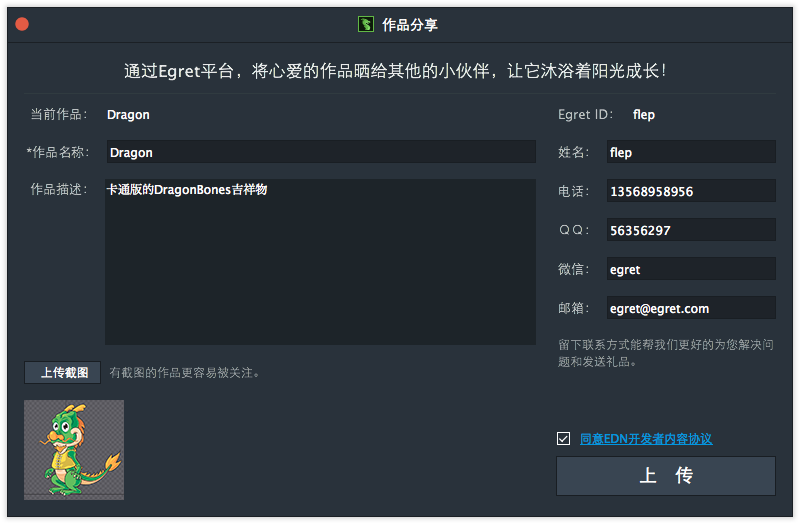 作品分享
通过Egret平台，将心爱的作品晒给其他的小伙伴，让它沐浴着阳光成长！
当前作品： Dragon
*作品名称： Dragon
作品描述： 卡通版的DragonBones吉祥物
上传截图 有截图的作品更容易被关注。
Egret ID： flep
姓名： flep
电话： 13568958956
QQ： 56356297
微信： egret
邮箱： egret@egret.com
留下联系方式能帮我们更好的为您解决问
题和发送礼品。
同意EDN开发者内容协议
上 传